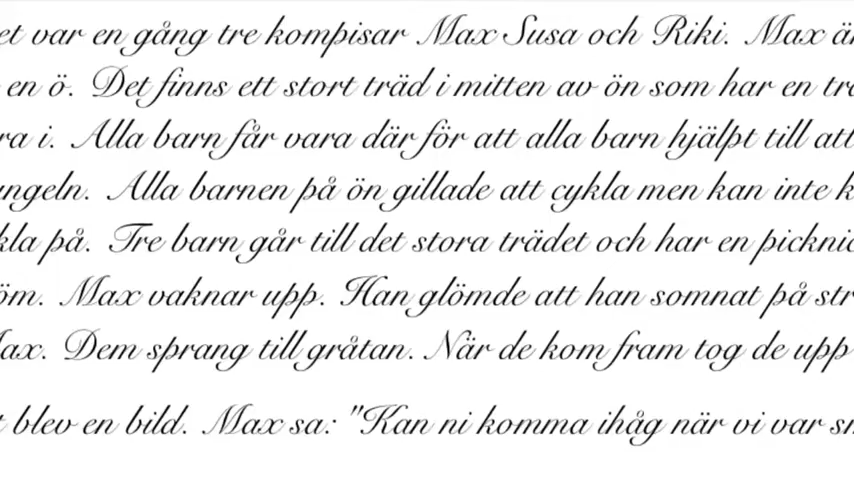 et var en gång tre kompisar Max Susa och Riki. Max är
en ö. Det finns ett stort träd i mitten av ön som har en
ra i. Alla barn får vara där för att alla barn hjälpt till att
ngeln. Alla barnen på ön gillade att cykla men kan inte k
kla på. Tre barn går till det stora trädet och har en picknic
öm. Max vaknar upp. Han glömde att han somnat på str
ax. Dem sprang till gråtan. När de kom fram tog de upp
t blev en bild. Max sa: "Kan ni komma ihåg när vi var sm